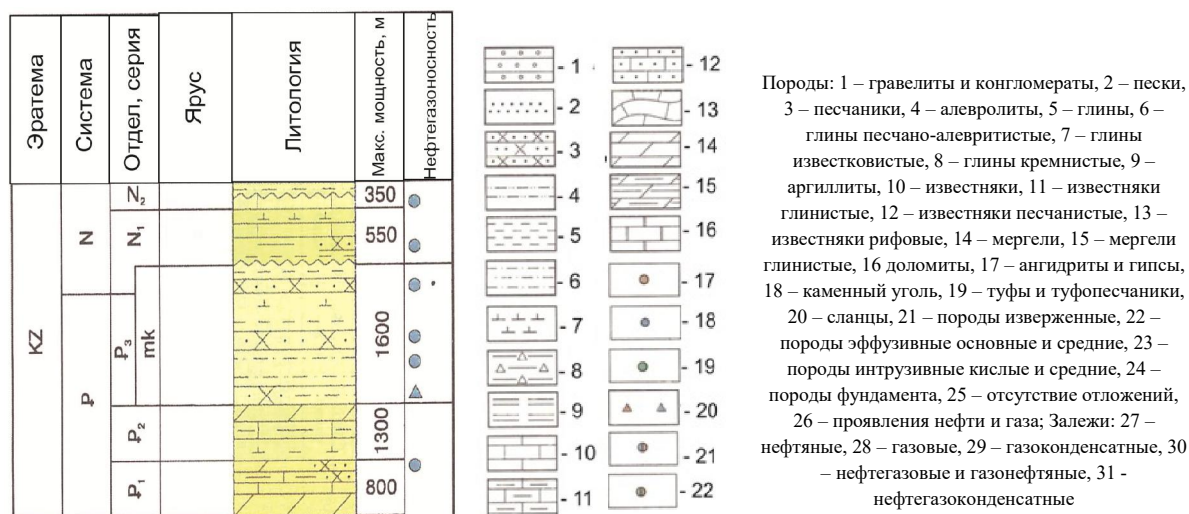 Эратема
Система
Отдел, серия
Ярус
Литология
Макс. мощность, м
Нефтегазоносность
KZ
N
N₂
350
N₁
550
₽
₽₃
mk
1600
₽₂
1300
₽₁
800
- 1
- 2
- 3
- 4
- 5
- 6
- 7
- 8
- 9
- 10
- 11
- 12
- 13
- 14
- 15
- 16
- 17
- 18
- 19
- 20
- 21
- 22
Породы: 1 – гравелиты и конгломераты, 2 – пески,
3 – песчаники, 4 – алевролиты, 5 – глины, 6 –
глины песчано-алевритистые, 7 – глины
известковистые, 8 – глины кремнистые, 9 –
аргиллиты, 10 – известняки, 11 – известняки
глинистые, 12 – известняки песчанистые, 13 –
известняки рифовые, 14 – мергели, 15 – мергели
глинистые, 16 доломиты, 17 – ангидриты и гипсы,
18 – каменный уголь, 19 – туфы и туфопесчаники,
20 – сланцы, 21 – породы изверженные, 22 –
породы эффузивные основные и средние, 23 –
породы интрузивные кислые и средние, 24 –
породы фундамента, 25 – отсутствие отложений,
26 – проявления нефти и газа; Залежи: 27 –
нефтяные, 28 – газовые, 29 – газоконденсатные, 30
– нефтегазовые и газонефтяные, 31 -
нефтегазоконденсатные